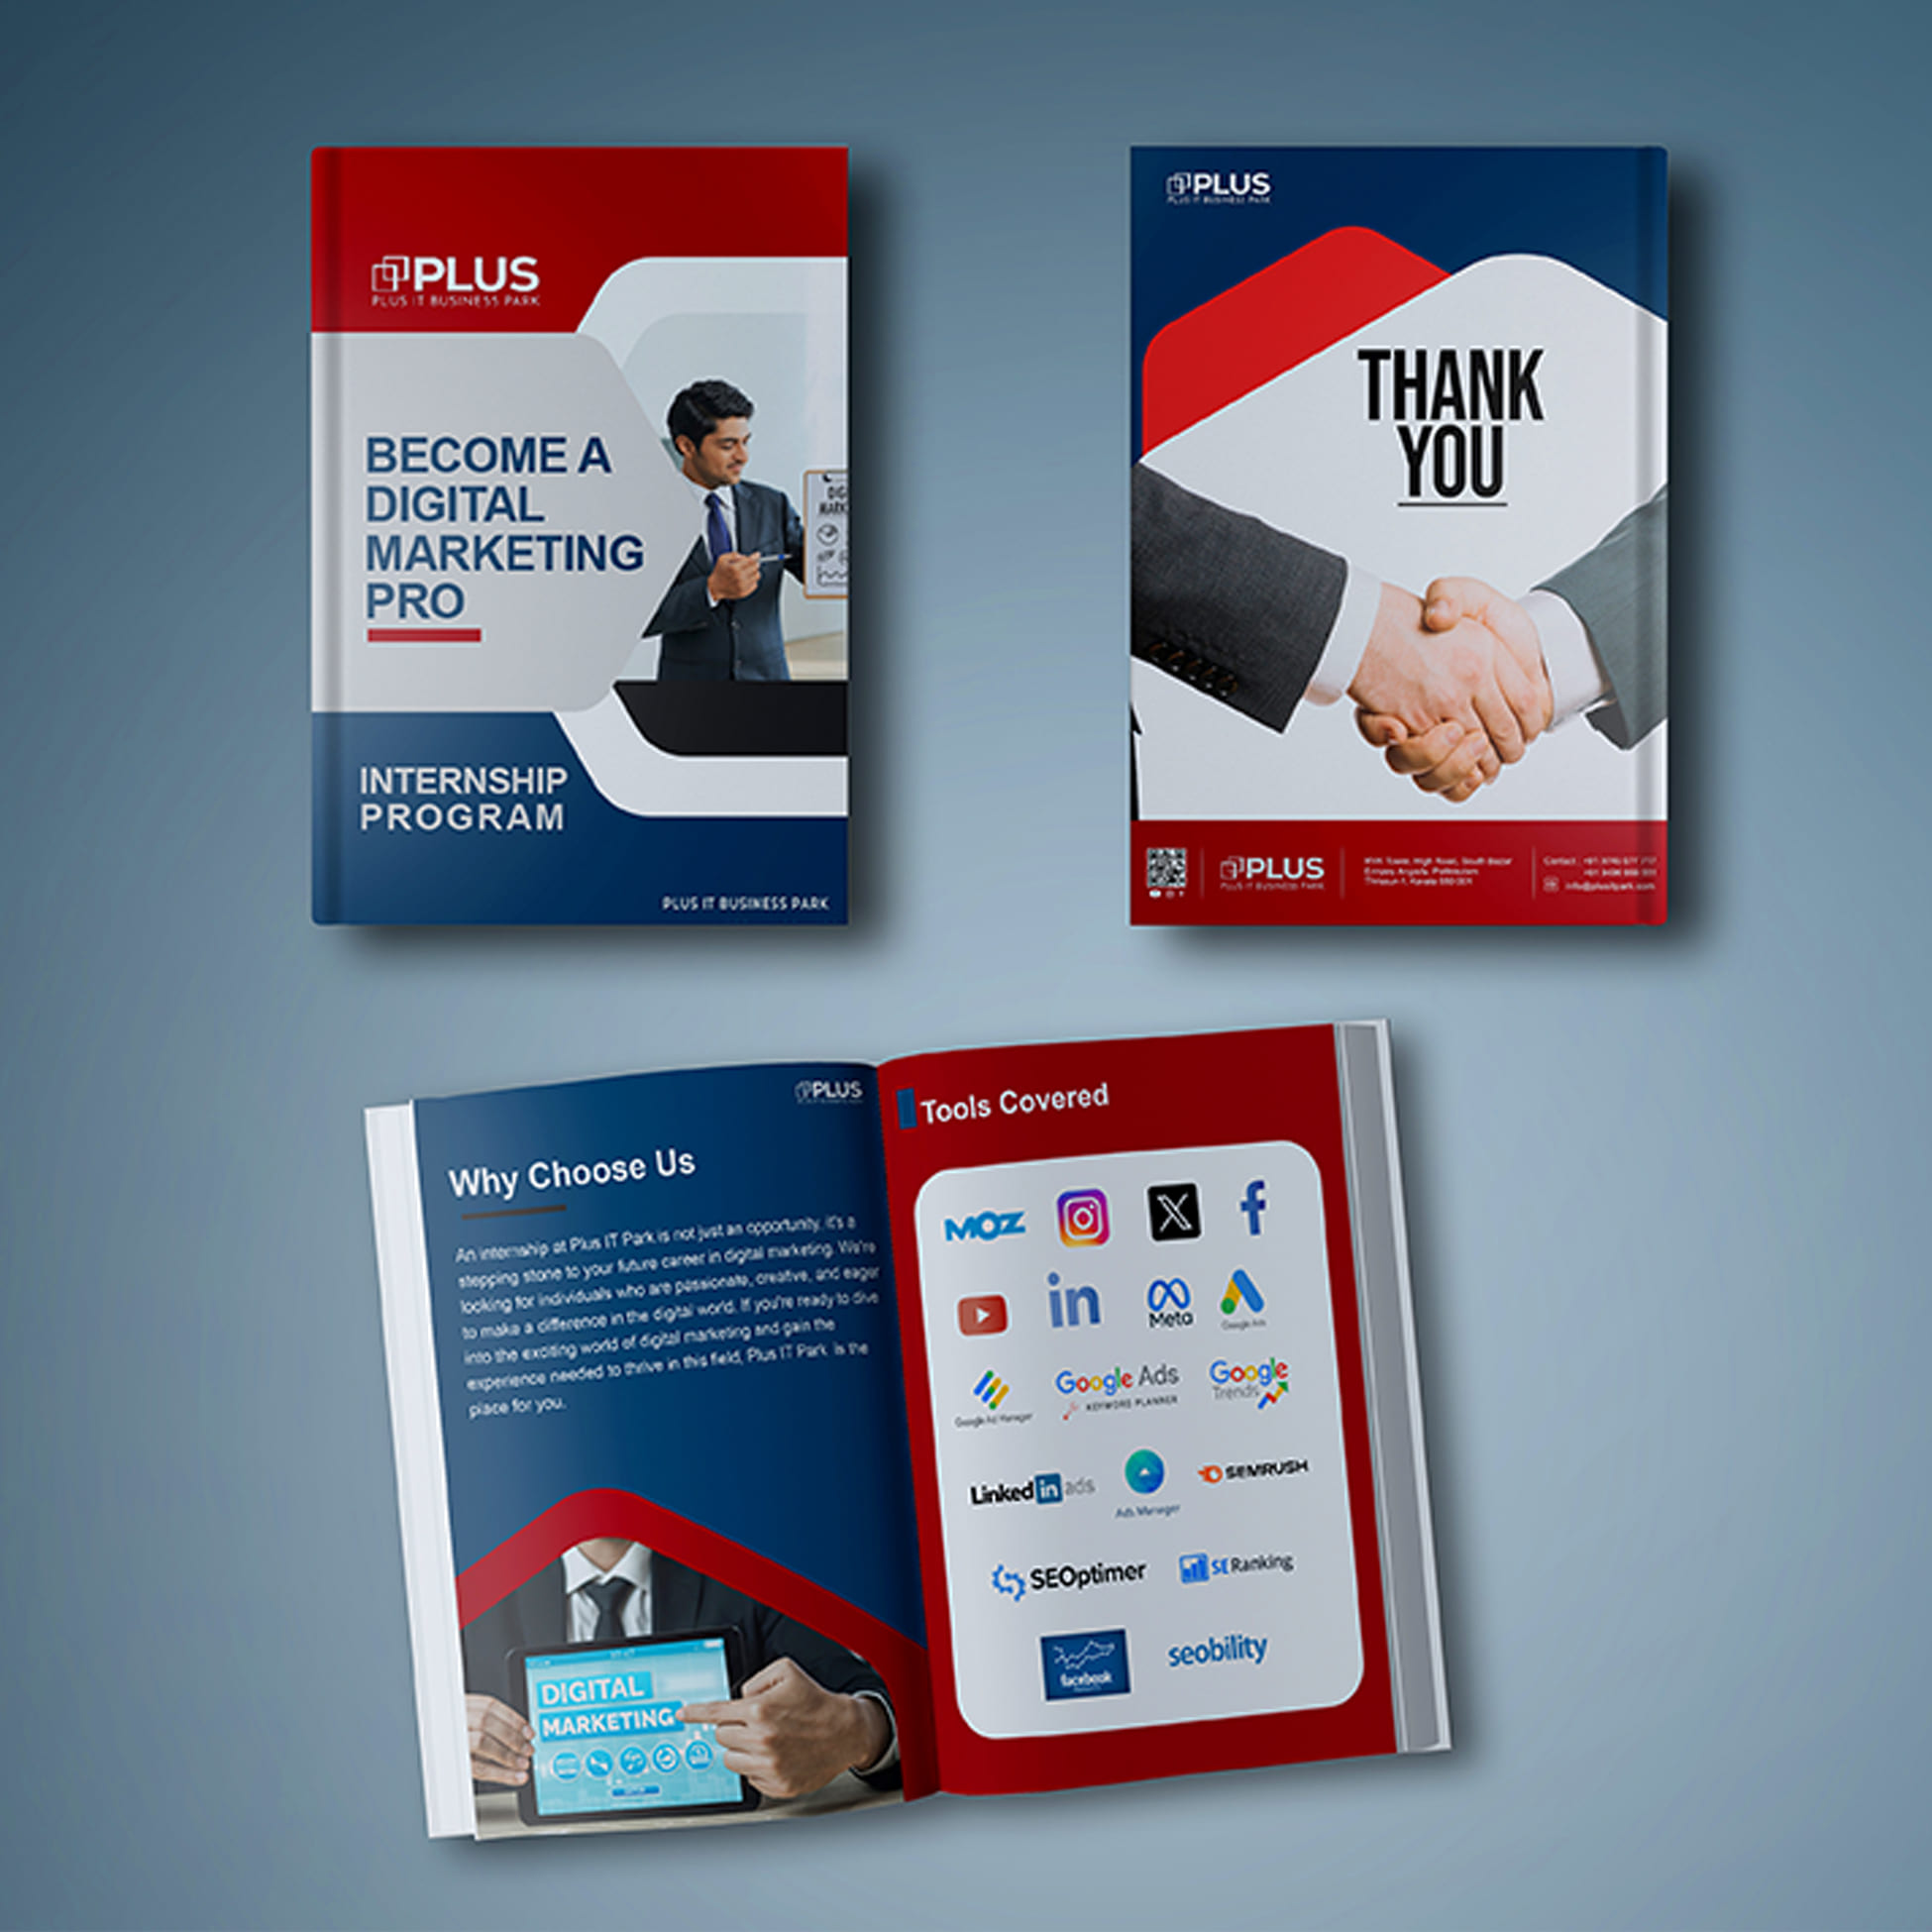 PLUS
PLUS IT BUSINESS PARK
BECOME A
DIGITAL
MARKETING
PRO
INTERNSHIP
PROGRAM
PLUS IT BUSINESS PARK
PLUS
PLUS IT BUSINESS PARK
THANK
YOU
PLUS
PLUS IT BUSINESS PARK
Contact :
info@plusitpark.com
PLUS
Why Choose Us
An internship at Plus IT Park is not just an opportunity, it's a
stepping stone to your future career in digital marketing. We're
looking for individuals who are passionate, creative, and eager
to make a difference in the digital world. If you're ready to dive
into the exciting world of digital marketing and gain the
experience needed to thrive in this field, Plus IT Park is the
place for you.
DIGITAL
MARKETING
Tools Covered
MOZ
X
f
in
Meta
Google Ads
Google Ad Manager
Google Ads
KEYWORD PLANNER
Google
Trends
Linked in ads
Ads Manager
SEMRUSH
SEOptimer
SE Ranking
facebook
seobility